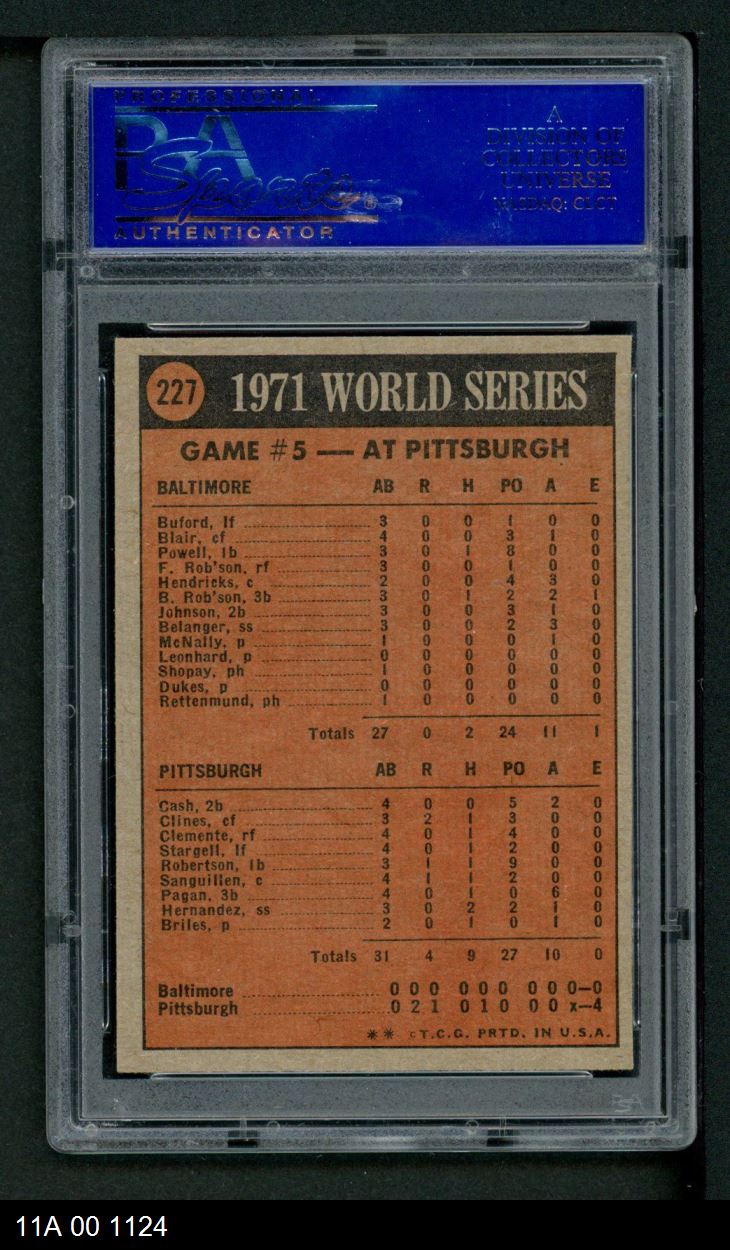 PROFESSIONAL
PSA
Sports ®
AUTHENTICATOR
A
DIVISION OF
COLLECTORS
UNIVERSE
NASDAQ: CLCT
227 1971 WORLD SERIES
GAME #5 — AT PITTSBURGH
BALTIMORE AB R H PO A E
Buford, lf 3 0 0 1 0 0
Blair, cf 4 0 0 3 1 0
Powell, 1b 3 0 1 8 0 0
F. Rob'son, rf 3 0 0 1 0 0
Hendricks, c 2 0 0 4 3 0
B. Rob'son, 3b 3 0 1 2 2 1
Johnson, 2b 3 0 0 3 1 0
Belanger, ss 3 0 0 2 3 0
McNally, p 1 0 0 0 1 0
Leonhard, p 0 0 0 0 0 0
Shopay, ph 1 0 0 0 0 0
Dukes, p 0 0 0 0 0 0
Rettenmund, ph 1 0 0 0 0 0
Totals 27 0 2 24 11 1
PITTSBURGH AB R H PO A E
Cash, 2b 4 0 0 5 2 0
Clines, cf 3 2 1 3 0 0
Clemente, rf 4 0 1 4 0 0
Stargell, lf 4 0 1 2 0 0
Robertson, 1b 3 1 1 9 0 0
Sanguillen, c 4 1 1 2 0 0
Pagan, 3b 4 0 1 0 6 0
Hernandez, ss 3 0 2 2 1 0
Briles, p 2 0 1 0 1 0
Totals 31 4 9 27 10 0
Baltimore 0 0 0 0 0 0 0 0 0—0
Pittsburgh 0 2 1 0 1 0 0 0 x—4
** ©T.C.G. PRTD. IN U.S.A.
PSA
11A 00 1124